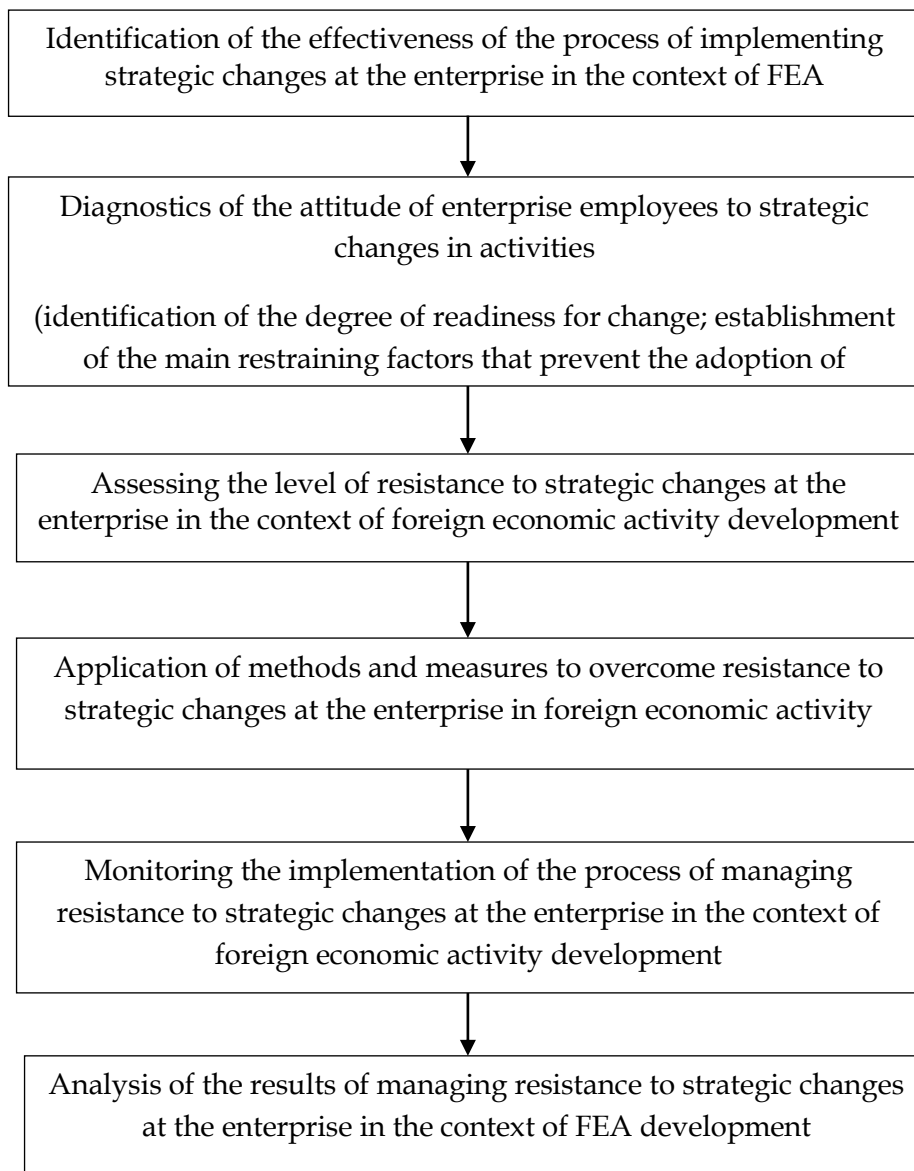 Identification of the effectiveness of the process of implementing
strategic changes at the enterprise in the context of FEA
Diagnostics of the attitude of enterprise employees to strategic
changes in activities
(identification of the degree of readiness for change; establishment
of the main restraining factors that prevent the adoption of
Assessing the level of resistance to strategic changes at the
enterprise in the context of foreign economic activity development
Application of methods and measures to overcome resistance to
strategic changes at the enterprise in foreign economic activity
Monitoring the implementation of the process of managing
resistance to strategic changes at the enterprise in the context of
foreign economic activity development
Analysis of the results of managing resistance to strategic changes
at the enterprise in the context of FEA development